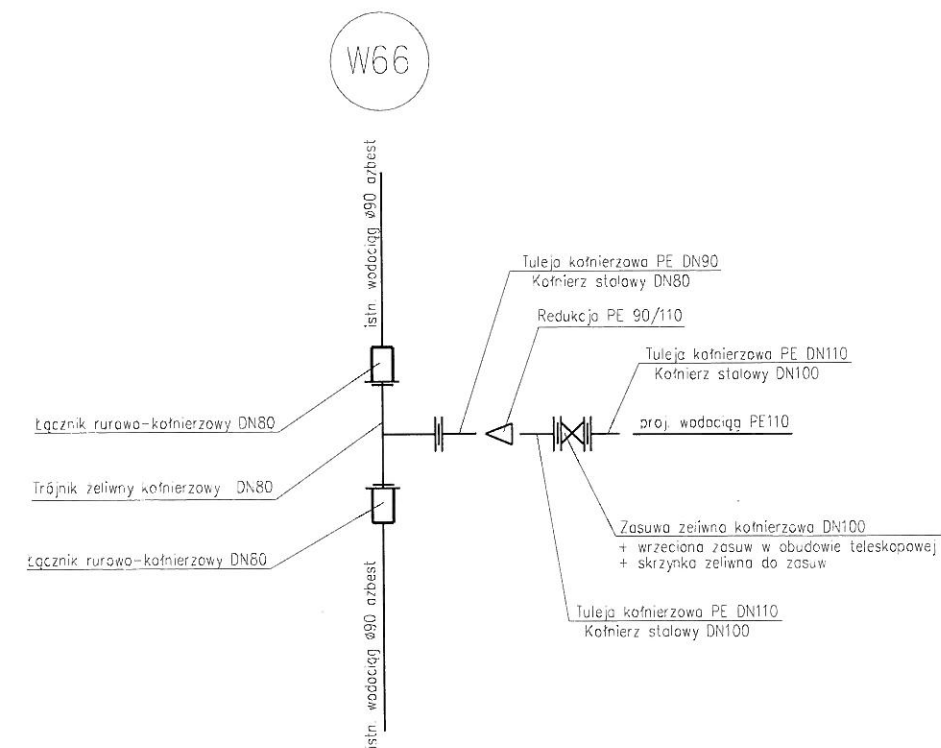 W66
istn. wodociąg ø90 azbest
Tuleja kołnierzowa PE DN90
Kołnierz stalowy DN80
Redukcja PE 90/110
Tuleja kołnierzowa PE DN110
Kołnierz stalowy DN100
Łącznik rurowo-kołnierzowy DN80
proj. wodociąg PE110
Trójnik żeliwny kołnierzowy DN80
Zasuwa żeliwna kołnierzowa DN100
+ wrzeciona zasuw w obudowie teleskopowej
+ skrzynka żeliwna do zasuw
Łącznik rurowo-kołnierzowy DN80
Tuleja kołnierzowa PE DN110
Kołnierz stalowy DN100
istn. wodociąg ø90 azbest